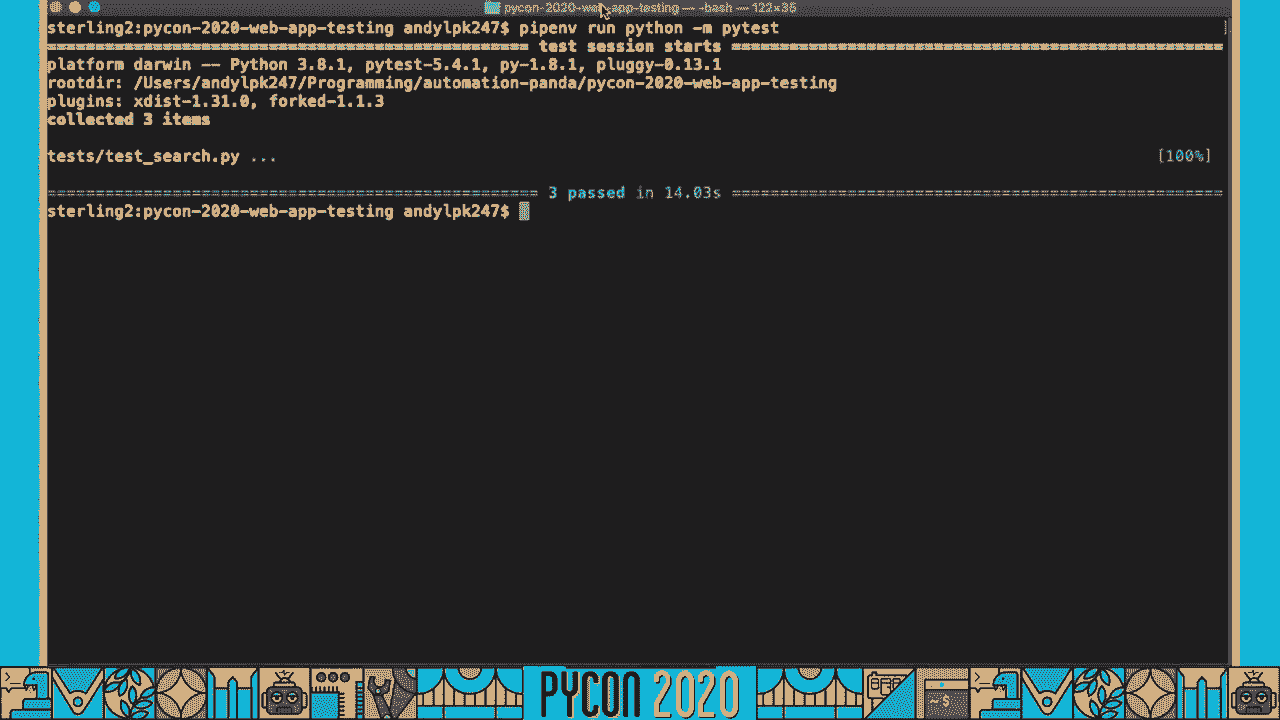 pycon-2020-web-app-testing — -bash — 122×36
sterling2:pycon-2020-web-app-testing andylpk247$ pipenv run python -m pytest
================================================== test session starts ===================================================
platform darwin -- Python 3.8.1, pytest-5.4.1, py-1.8.1, pluggy-0.13.1
rootdir: /Users/andylpk247/Programming/automation-panda/pycon-2020-web-app-testing
plugins: xdist-1.31.0, forked-1.1.3
collected 3 items
tests/test_search.py ... [100%]
=================================================== 3 passed in 14.03s ===================================================
sterling2:pycon-2020-web-app-testing andylpk247$
PYCON 2020
~$